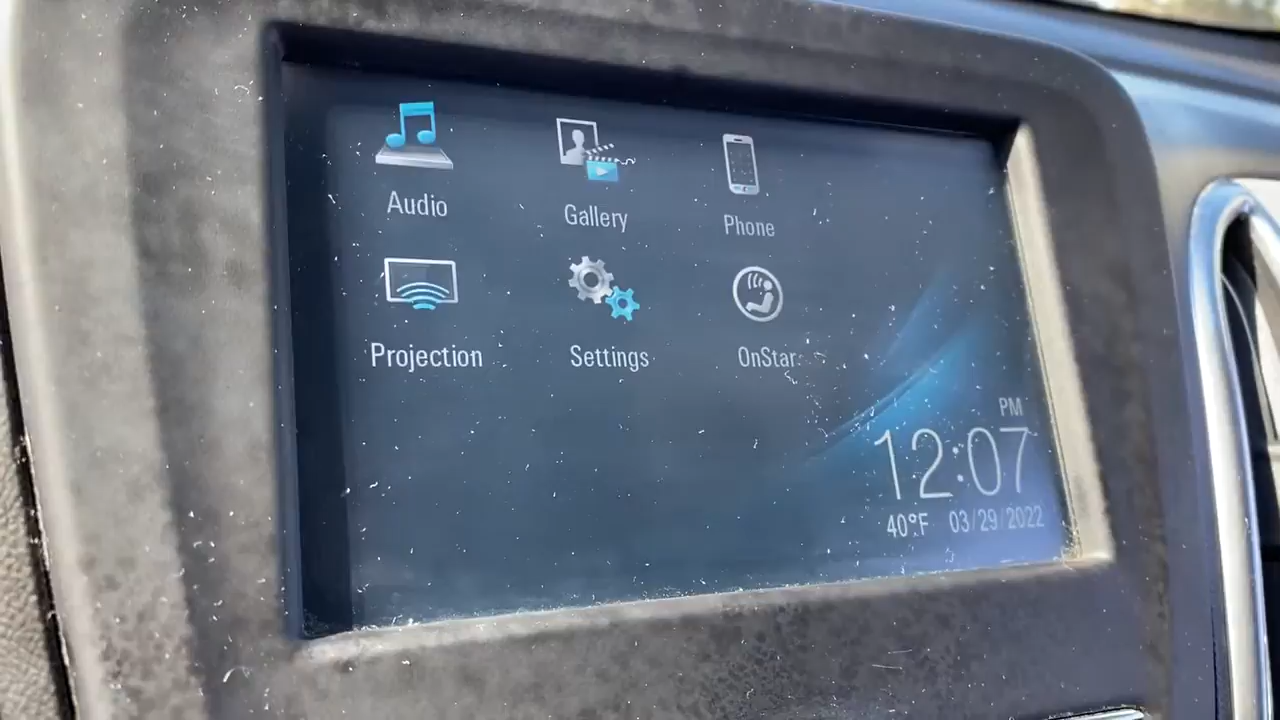 Audio
Gallery
Phone
Projection
Settings
OnStar
PM
12:07
40°F 03/29/2022